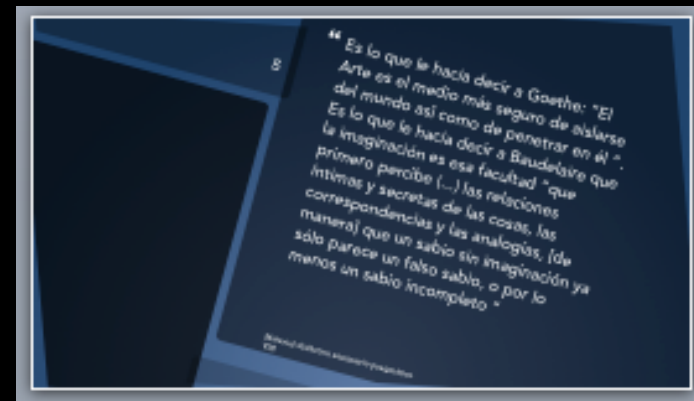 8
“ Es lo que le hacía decir a Goethe: "El
Arte es el medio más seguro de aislarse
del mundo así como de penetrar en él ".
Es lo que le hacía decir a Baudelaire que
la imaginación es esa facultad "que
primero percibe (...) las relaciones
íntimas y secretas de las cosas, las
correspondencias y las analogías, [de
manera] que un sabio sin imaginación ya
sólo parece un falso sabio, o por lo
menos un sabio incompleto "